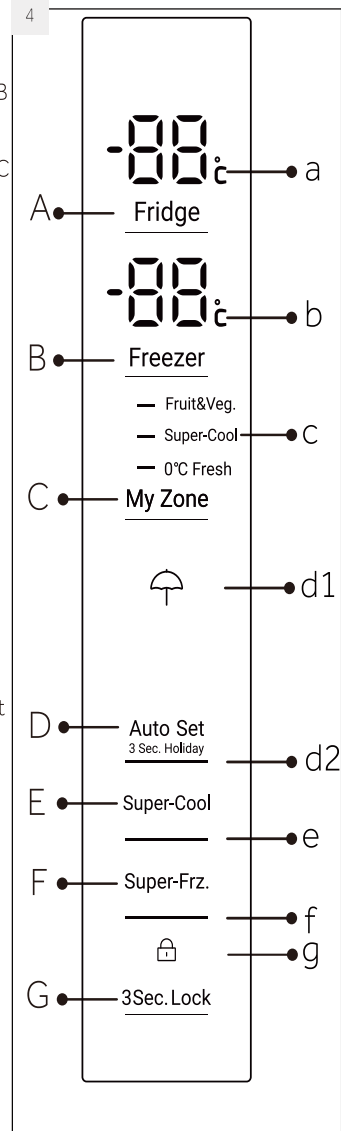 4
B
-88°c a
C
A Fridge
-88°c b
B Freezer
Fruit&Veg.
Super-Cool c
0°C Fresh
C My Zone
d1
t
D Auto Set
3 Sec. Holiday
d2
E Super-Cool
e
F Super-Frz.
f
g
G 3Sec. Lock